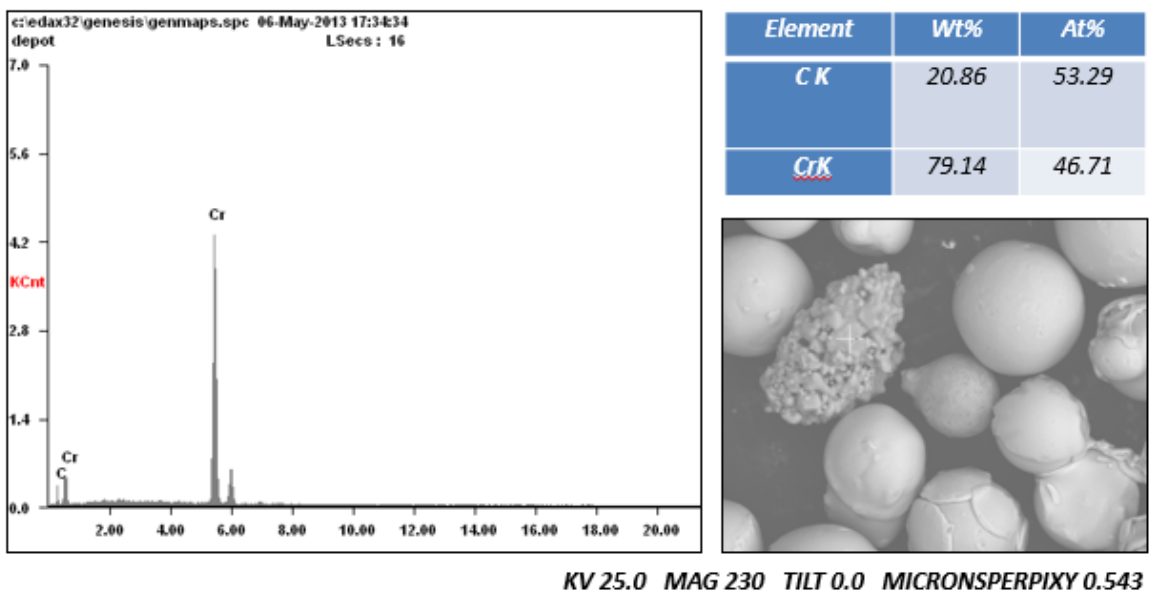 c:\edax32\genesis\genmaps.spc 06-May-2013 17:34:34
depot LSecs : 16
7.0
5.6
4.2
KCnt
2.8
1.4
0.0
Cr
Cr
C
2.00 4.00 6.00 8.00 10.00 12.00 14.00 16.00 18.00 20.00
Element Wt% At%
C K 20.86 53.29
CrK 79.14 46.71
KV 25.0 MAG 230 TILT 0.0 MICRONSPERPIXY 0.543